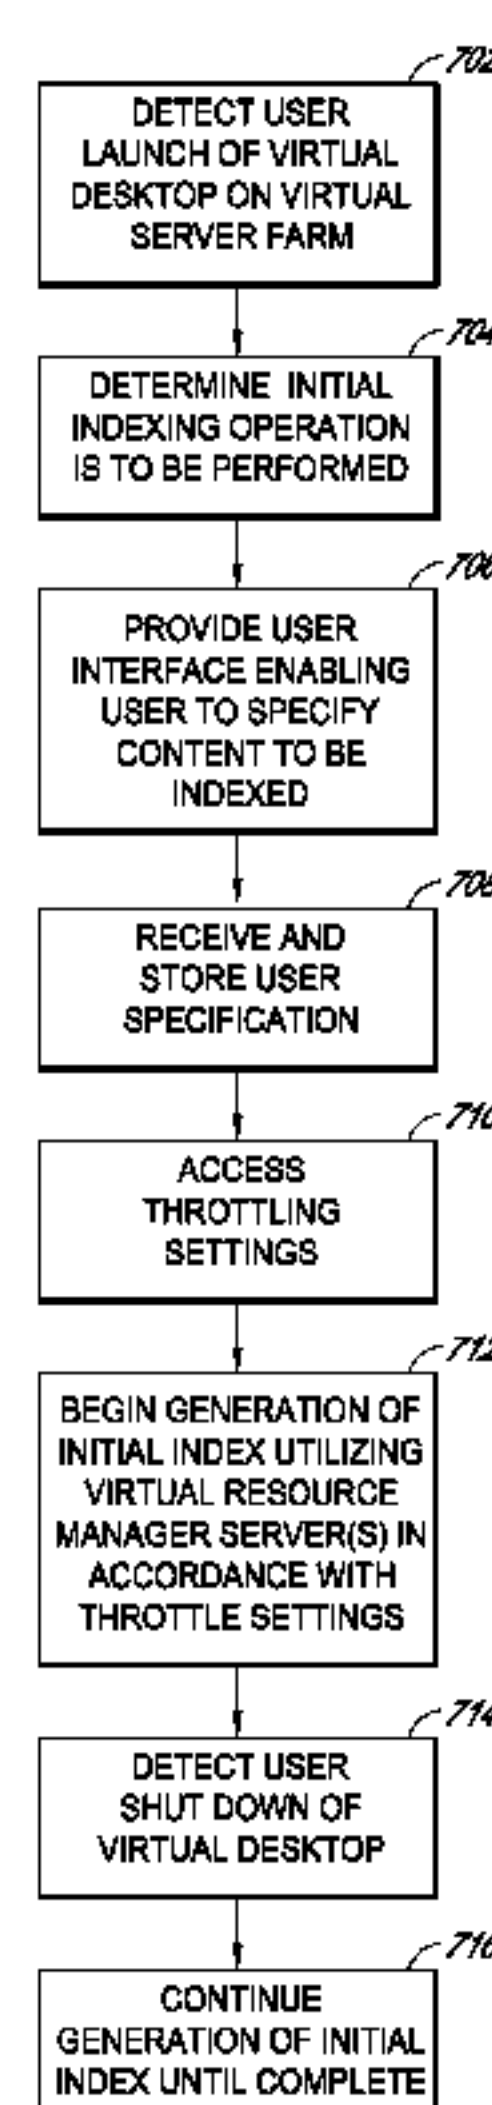 702
DETECT USER
LAUNCH OF VIRTUAL
DESKTOP ON VIRTUAL
SERVER FARM
704
DETERMINE INITIAL
INDEXING OPERATION
IS TO BE PERFORMED
706
PROVIDE USER
INTERFACE ENABLING
USER TO SPECIFY
CONTENT TO BE
INDEXED
708
RECEIVE AND
STORE USER
SPECIFICATION
710
ACCESS
THROTTLING
SETTINGS
712
BEGIN GENERATION OF
INITIAL INDEX UTILIZING
VIRTUAL RESOURCE
MANAGER SERVER(S) IN
ACCORDANCE WITH
THROTTLE SETTINGS
714
DETECT USER
SHUT DOWN OF
VIRTUAL DESKTOP
716
CONTINUE
GENERATION OF INITIAL
INDEX UNTIL COMPLETE